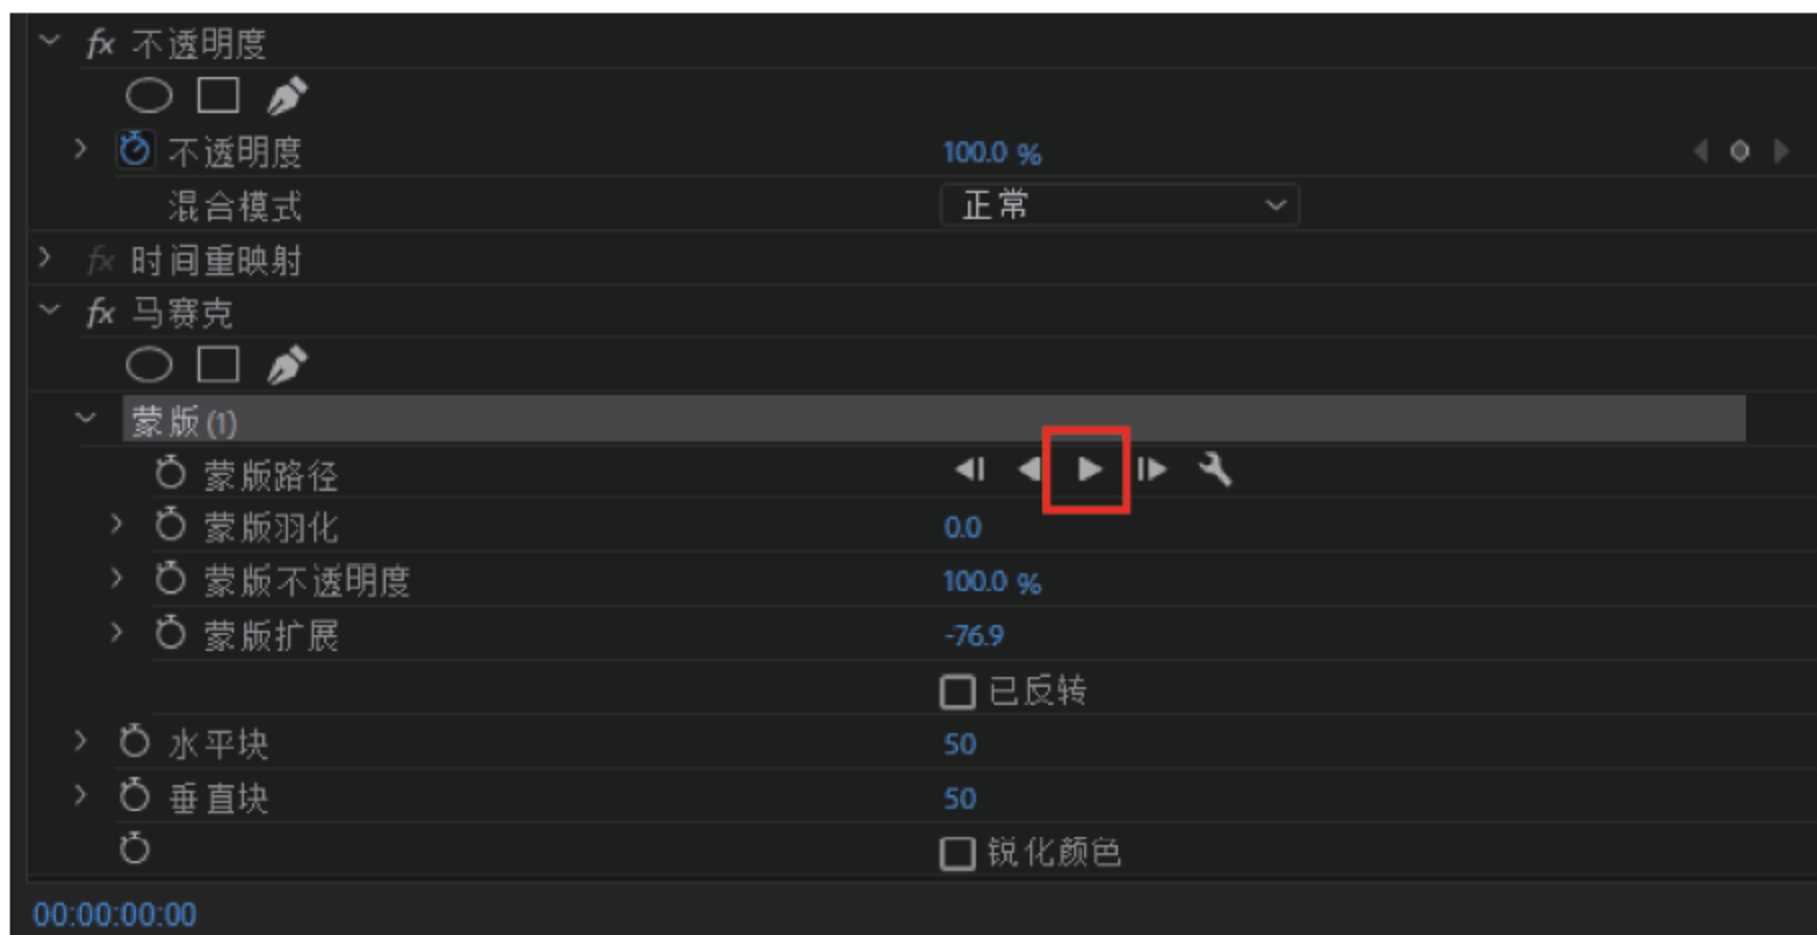 fx 不透明度
不透明度 100.0 %
混合模式 正常
fx 时间重映射
fx 马赛克
蒙版 (1)
蒙版路径
蒙版羽化 0.0
蒙版不透明度 100.0 %
蒙版扩展 -76.9
已反转
水平块 50
垂直块 50
锐化颜色
00:00:00:00